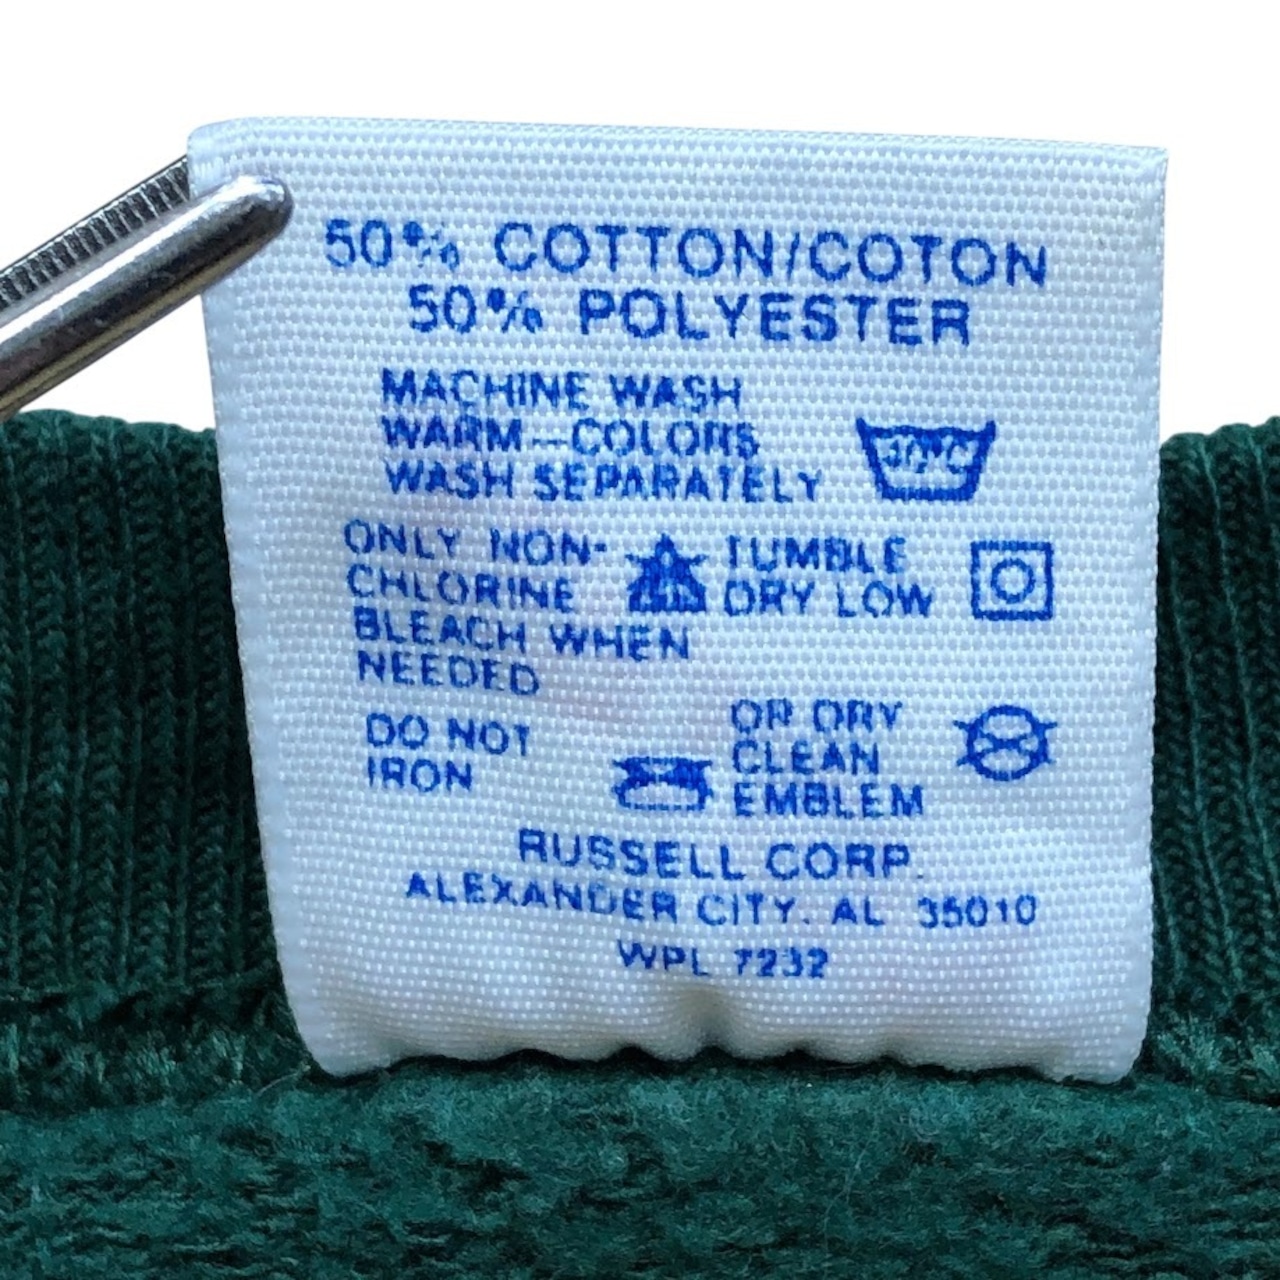 50% COTTON/COTON
50% POLYESTER
MACHINE WASH
WARM—COLORS
WASH SEPARATELY
ONLY NON-
CHLORINE
BLEACH WHEN
NEEDED
TUMBLE
DRY LOW
DO NOT
IRON
OR DRY
CLEAN
EMBLEM
RUSSELL CORP.
ALEXANDER CITY, AL 35010
WPL 7232